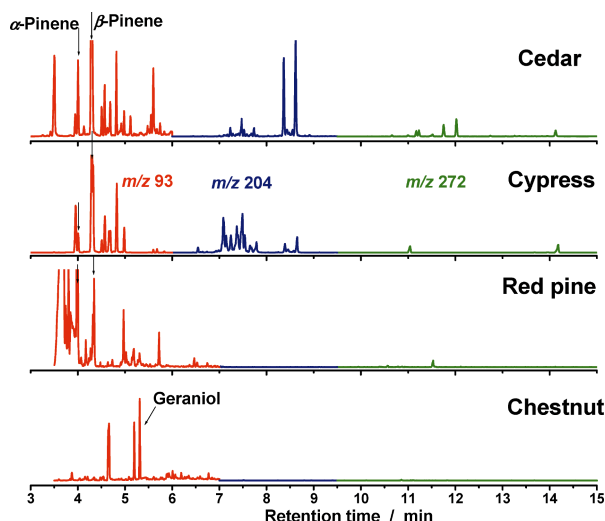 α-Pinene
β-Pinene
Cedar
m/z 93
m/z 204
m/z 272
Cypress
Red pine
Geraniol
Chestnut
3 4 5 6 7 8 9 10 11 12 13 14 15
Retention time / min